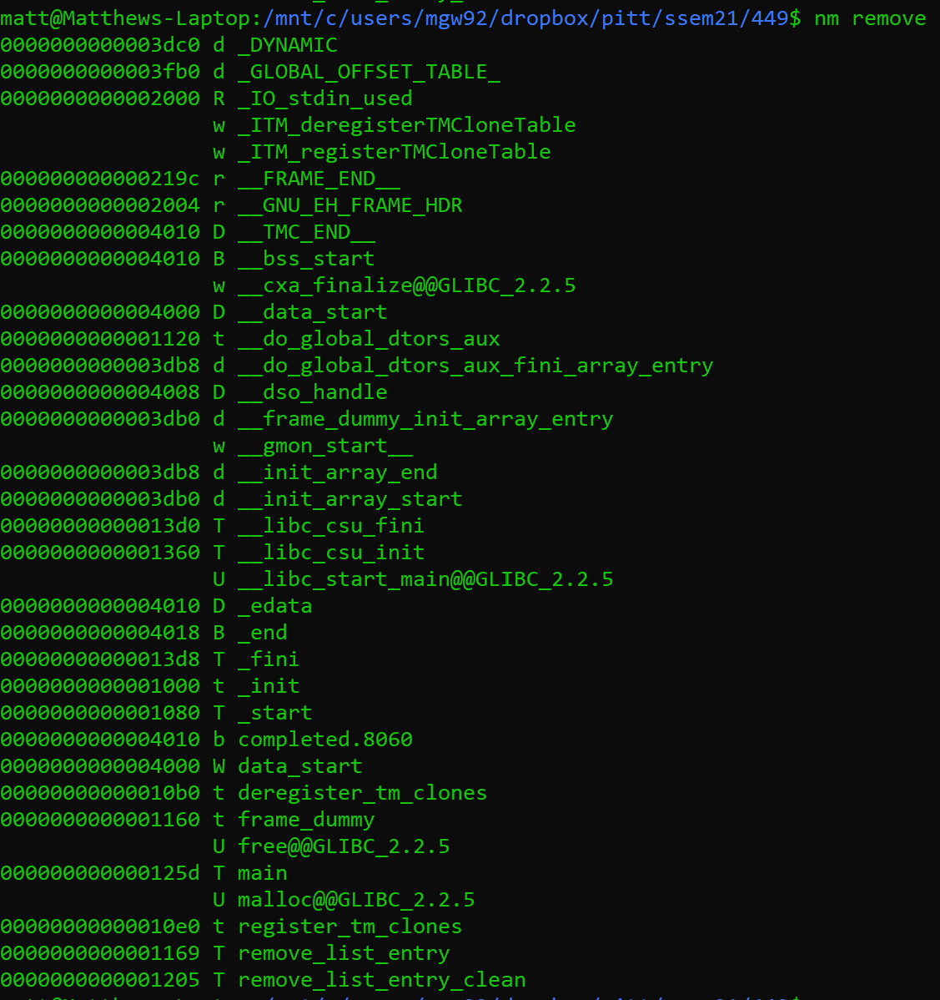 matt@Matthews-Laptop:/mnt/c/users/mgw92/dropbox/pitt/ssem21/449$ nm remove
0000000000003dc0 d _DYNAMIC
0000000000003fb0 d _GLOBAL_OFFSET_TABLE_
0000000000002000 R _IO_stdin_used
                 w _ITM_deregisterTMCloneTable
                 w _ITM_registerTMCloneTable
000000000000219c r __FRAME_END__
0000000000002004 r __GNU_EH_FRAME_HDR
0000000000004010 D __TMC_END__
0000000000004010 B __bss_start
                 w __cxa_finalize@@GLIBC_2.2.5
0000000000004000 D __data_start
0000000000001120 t __do_global_dtors_aux
0000000000003db8 d __do_global_dtors_aux_fini_array_entry
0000000000004008 D __dso_handle
0000000000003db0 d __frame_dummy_init_array_entry
                 w __gmon_start__
0000000000003db8 d __init_array_end
0000000000003db0 d __init_array_start
00000000000013d0 T __libc_csu_fini
0000000000001360 T __libc_csu_init
                 U __libc_start_main@@GLIBC_2.2.5
0000000000004010 D _edata
0000000000004018 B _end
00000000000013d8 T _fini
0000000000001000 t _init
0000000000001080 T _start
0000000000004010 b completed.8060
0000000000004000 W data_start
00000000000010b0 t deregister_tm_clones
0000000000001160 t frame_dummy
                 U free@@GLIBC_2.2.5
000000000000125d T main
                 U malloc@@GLIBC_2.2.5
00000000000010e0 t register_tm_clones
0000000000001169 T remove_list_entry
0000000000001205 T remove_list_entry_clean